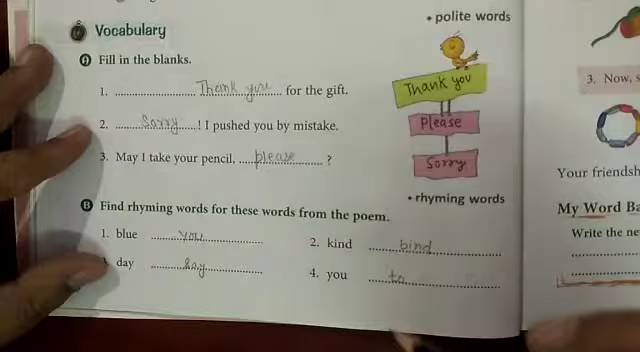 • polite words
Vocabulary
A Fill in the blanks.
1. .......... Thank you .......... for the gift.
2. .......... Sorry ..........! I pushed you by mistake.
3. May I take your pencil, .......... please .......... ?
Thank you
Please
Sorry
• rhyming words
B Find rhyming words for these words from the poem.
1. blue .......... you ..........
2. kind .......... bind ..........
day .......... say ..........
4. you .......... to ..........
3. Now,
Your friendsh
My Word Ba
Write the ne